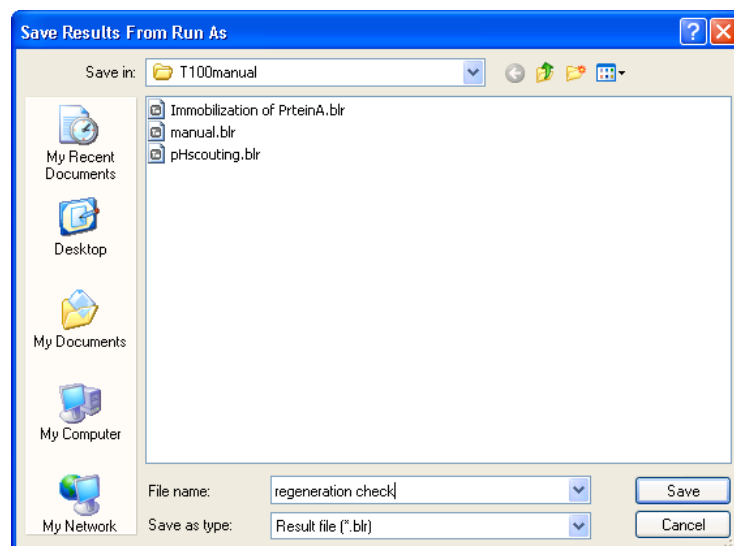 Save Results From Run As
Save in: T100manual
Immobilization of PrteinA.blr
manual.blr
pHscouting.blr
My Recent
Documents
Desktop
My Documents
My Computer
My Network
File name: regeneration check Save
Save as type: Result file (*.blr) Cancel